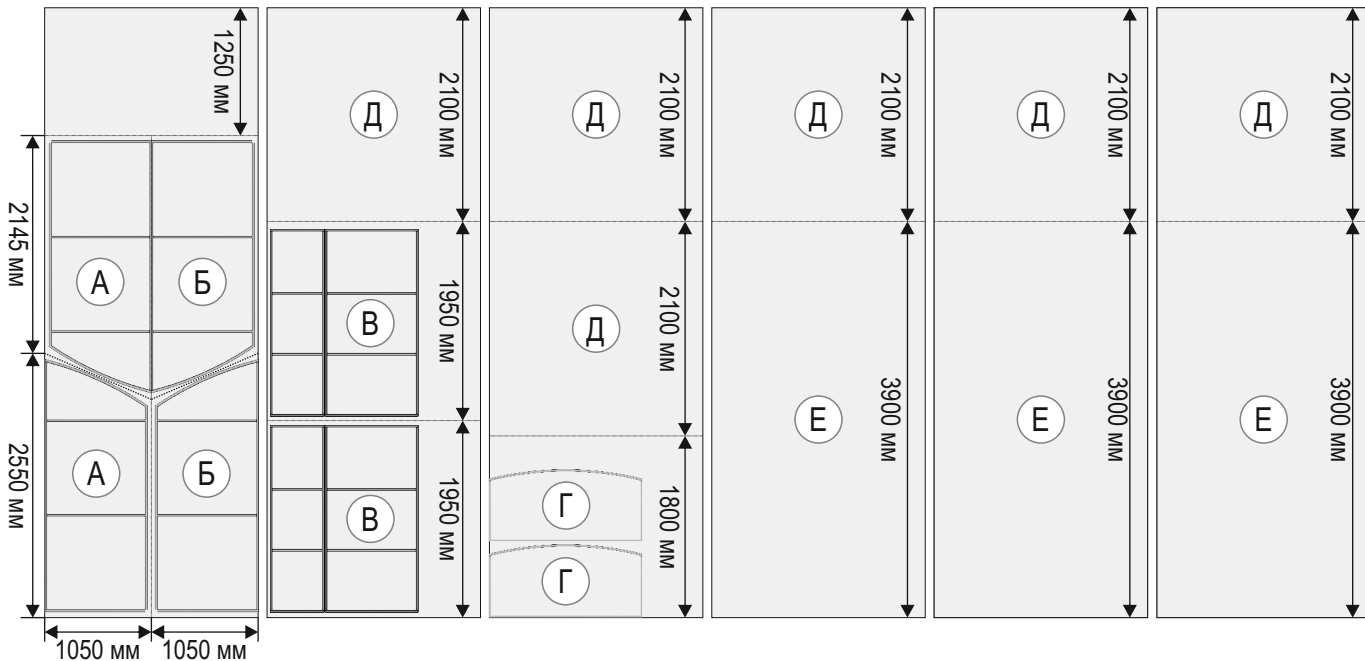 1250 мм
2145 мм
А
Б
А
Б
2550 мм
1050 мм
1050 мм
Д
2100 мм
В
1950 мм
В
1950 мм
Д
2100 мм
Д
2100 мм
Г
Г
1800 мм
Д
2100 мм
Е
3900 мм
Д
2100 мм
Е
3900 мм
Д
2100 мм
Е
3900 мм